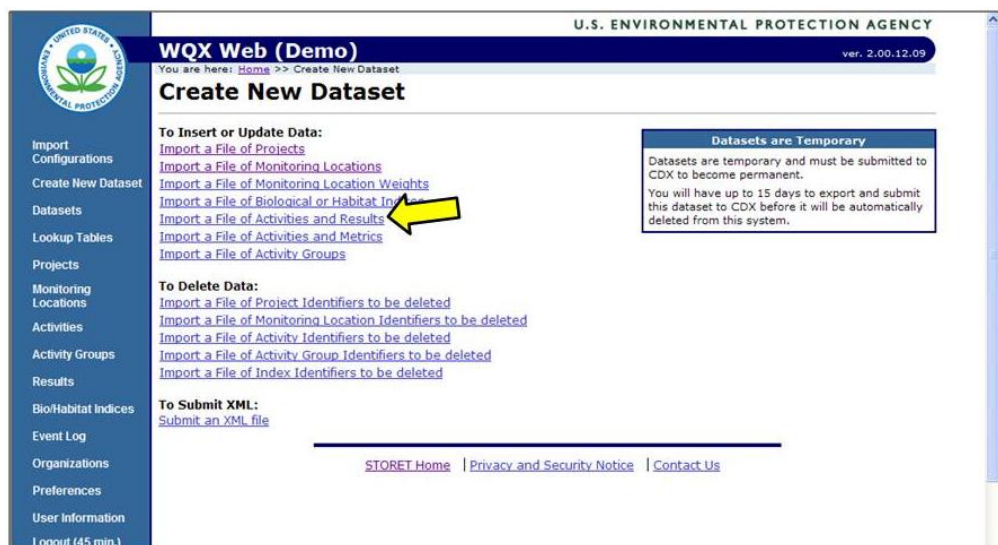 U.S. ENVIRONMENTAL PROTECTION AGENCY
UNITED STATES
ENVIRONMENTAL PROTECTION AGENCY
WQX Web (Demo)
ver. 2.00.12.09
You are here: Home >> Create New Dataset
Create New Dataset
Import
Configurations
Create New Dataset
Datasets
Lookup Tables
Projects
Monitoring
Locations
Activities
Activity Groups
Results
Bio/Habitat Indices
Event Log
Organizations
Preferences
User Information
Logout (45 min.)
To Insert or Update Data:
Import a File of Projects
Import a File of Monitoring Locations
Import a File of Monitoring Location Weights
Import a File of Biological or Habitat Indices
Import a File of Activities and Results
Import a File of Activities and Metrics
Import a File of Activity Groups
To Delete Data:
Import a File of Project Identifiers to be deleted
Import a File of Monitoring Location Identifiers to be deleted
Import a File of Activity Identifiers to be deleted
Import a File of Activity Group Identifiers to be deleted
Import a File of Index Identifiers to be deleted
To Submit XML:
Submit an XML file
Datasets are Temporary
Datasets are temporary and must be submitted to
CDX to become permanent.
You will have up to 15 days to export and submit
this dataset to CDX before it will be automatically
deleted from this system.
STORET Home | Privacy and Security Notice | Contact Us